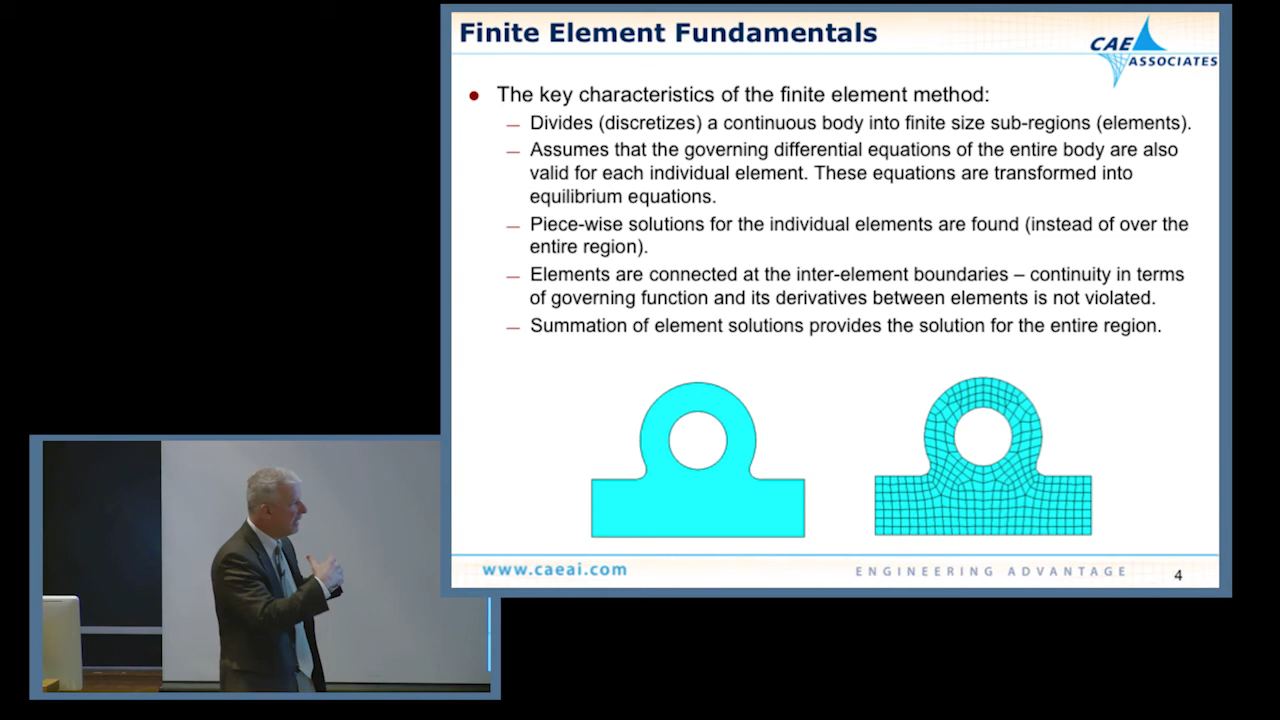 Finite Element Fundamentals
CAE
ASSOCIATES
● The key characteristics of the finite element method:
— Divides (discretizes) a continuous body into finite size sub-regions (elements).
— Assumes that the governing differential equations of the entire body are also
valid for each individual element. These equations are transformed into
equilibrium equations.
— Piece-wise solutions for the individual elements are found (instead of over the
entire region).
— Elements are connected at the inter-element boundaries – continuity in terms
of governing function and its derivatives between elements is not violated.
— Summation of element solutions provides the solution for the entire region.
www.caeai.com
ENGINEERING ADVANTAGE
4